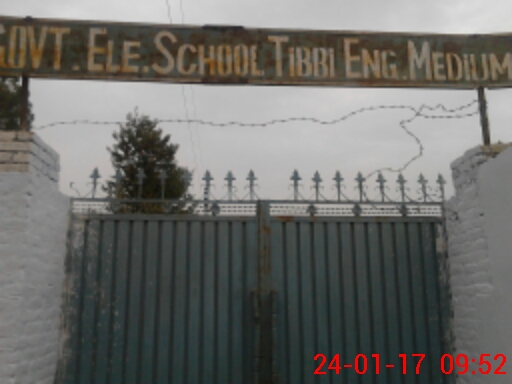 GOVT. ELE. SCHOOL TIBBI ENG. MEDIUM
24-01-17 09:52